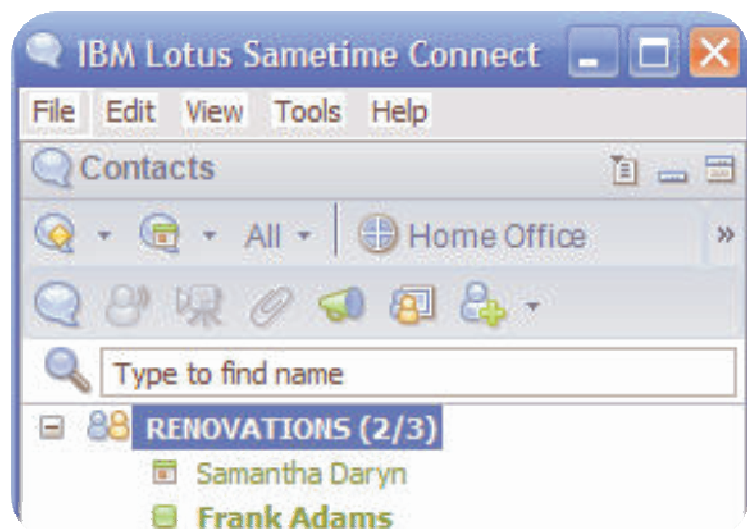 IBM Lotus Sametime Connect
File Edit View Tools Help
Contacts
All Home Office »
Type to find name
RENOVATIONS (2/3)
Samantha Daryn
Frank Adams